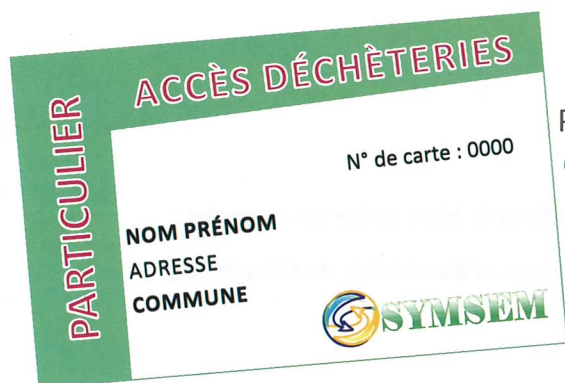 ACCÈS DÉCHÈTERIES
PARTICULIER
N° de carte : 0000
NOM PRÉNOM
ADRESSE
COMMUNE
SYMSEM